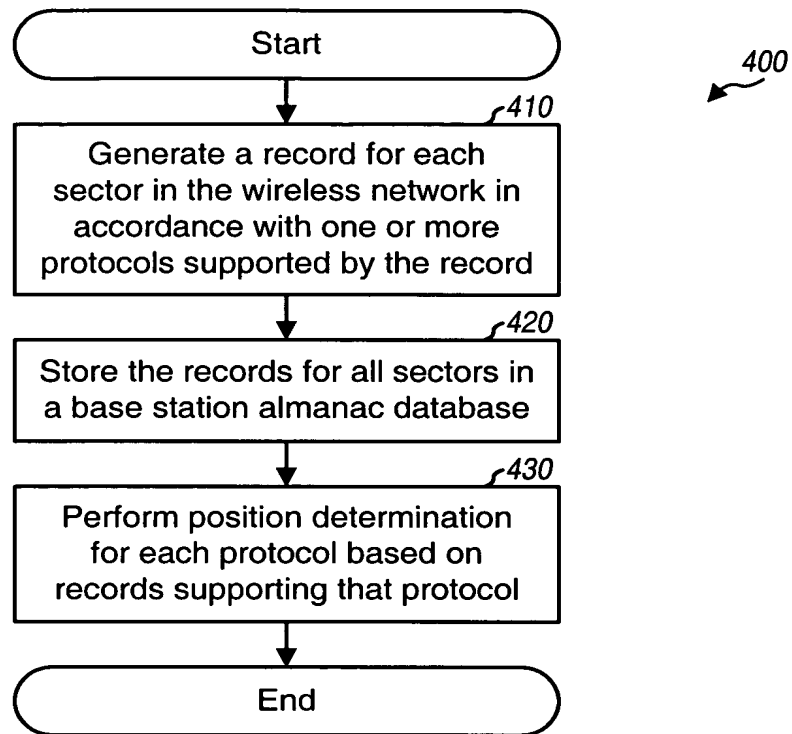 Start
400
410
Generate a record for each
sector in the wireless network in
accordance with one or more
protocols supported by the record
420
Store the records for all sectors in
a base station almanac database
430
Perform position determination
for each protocol based on
records supporting that protocol
End